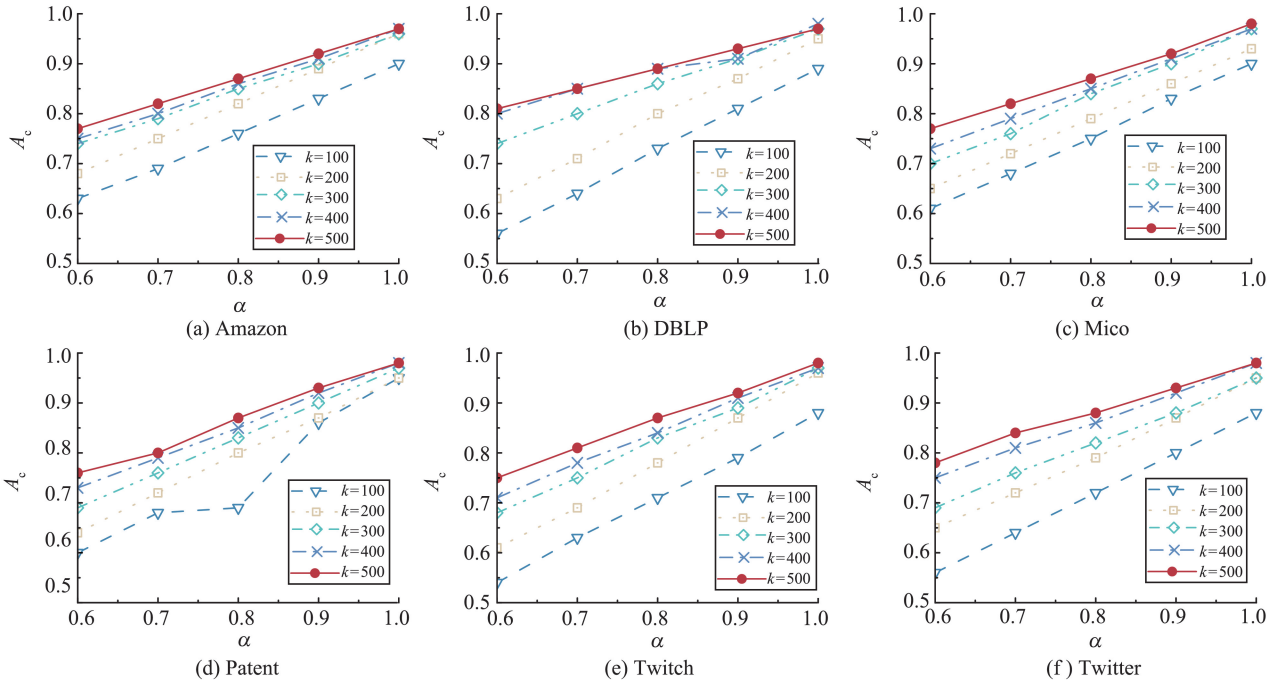 1.0
0.9
0.8
0.7
0.6
0.5
A_c
k=100
k=200
k=300
k=400
k=500
0.6 0.7 0.8 0.9 1.0
α
(a) Amazon
1.0
0.9
0.8
0.7
0.6
0.5
A_c
k=100
k=200
k=300
k=400
k=500
0.6 0.7 0.8 0.9 1.0
α
(b) DBLP
1.0
0.9
0.8
0.7
0.6
0.5
A_c
k=100
k=200
k=300
k=400
k=500
0.6 0.7 0.8 0.9 1.0
α
(c) Mico
1.0
0.9
0.8
0.7
0.6
0.5
A_c
k=100
k=200
k=300
k=400
k=500
0.6 0.7 0.8 0.9 1.0
α
(d) Patent
1.0
0.9
0.8
0.7
0.6
0.5
A_c
k=100
k=200
k=300
k=400
k=500
0.6 0.7 0.8 0.9 1.0
α
(e) Twitch
1.0
0.9
0.8
0.7
0.6
0.5
A_c
k=100
k=200
k=300
k=400
k=500
0.6 0.7 0.8 0.9 1.0
α
(f) Twitter